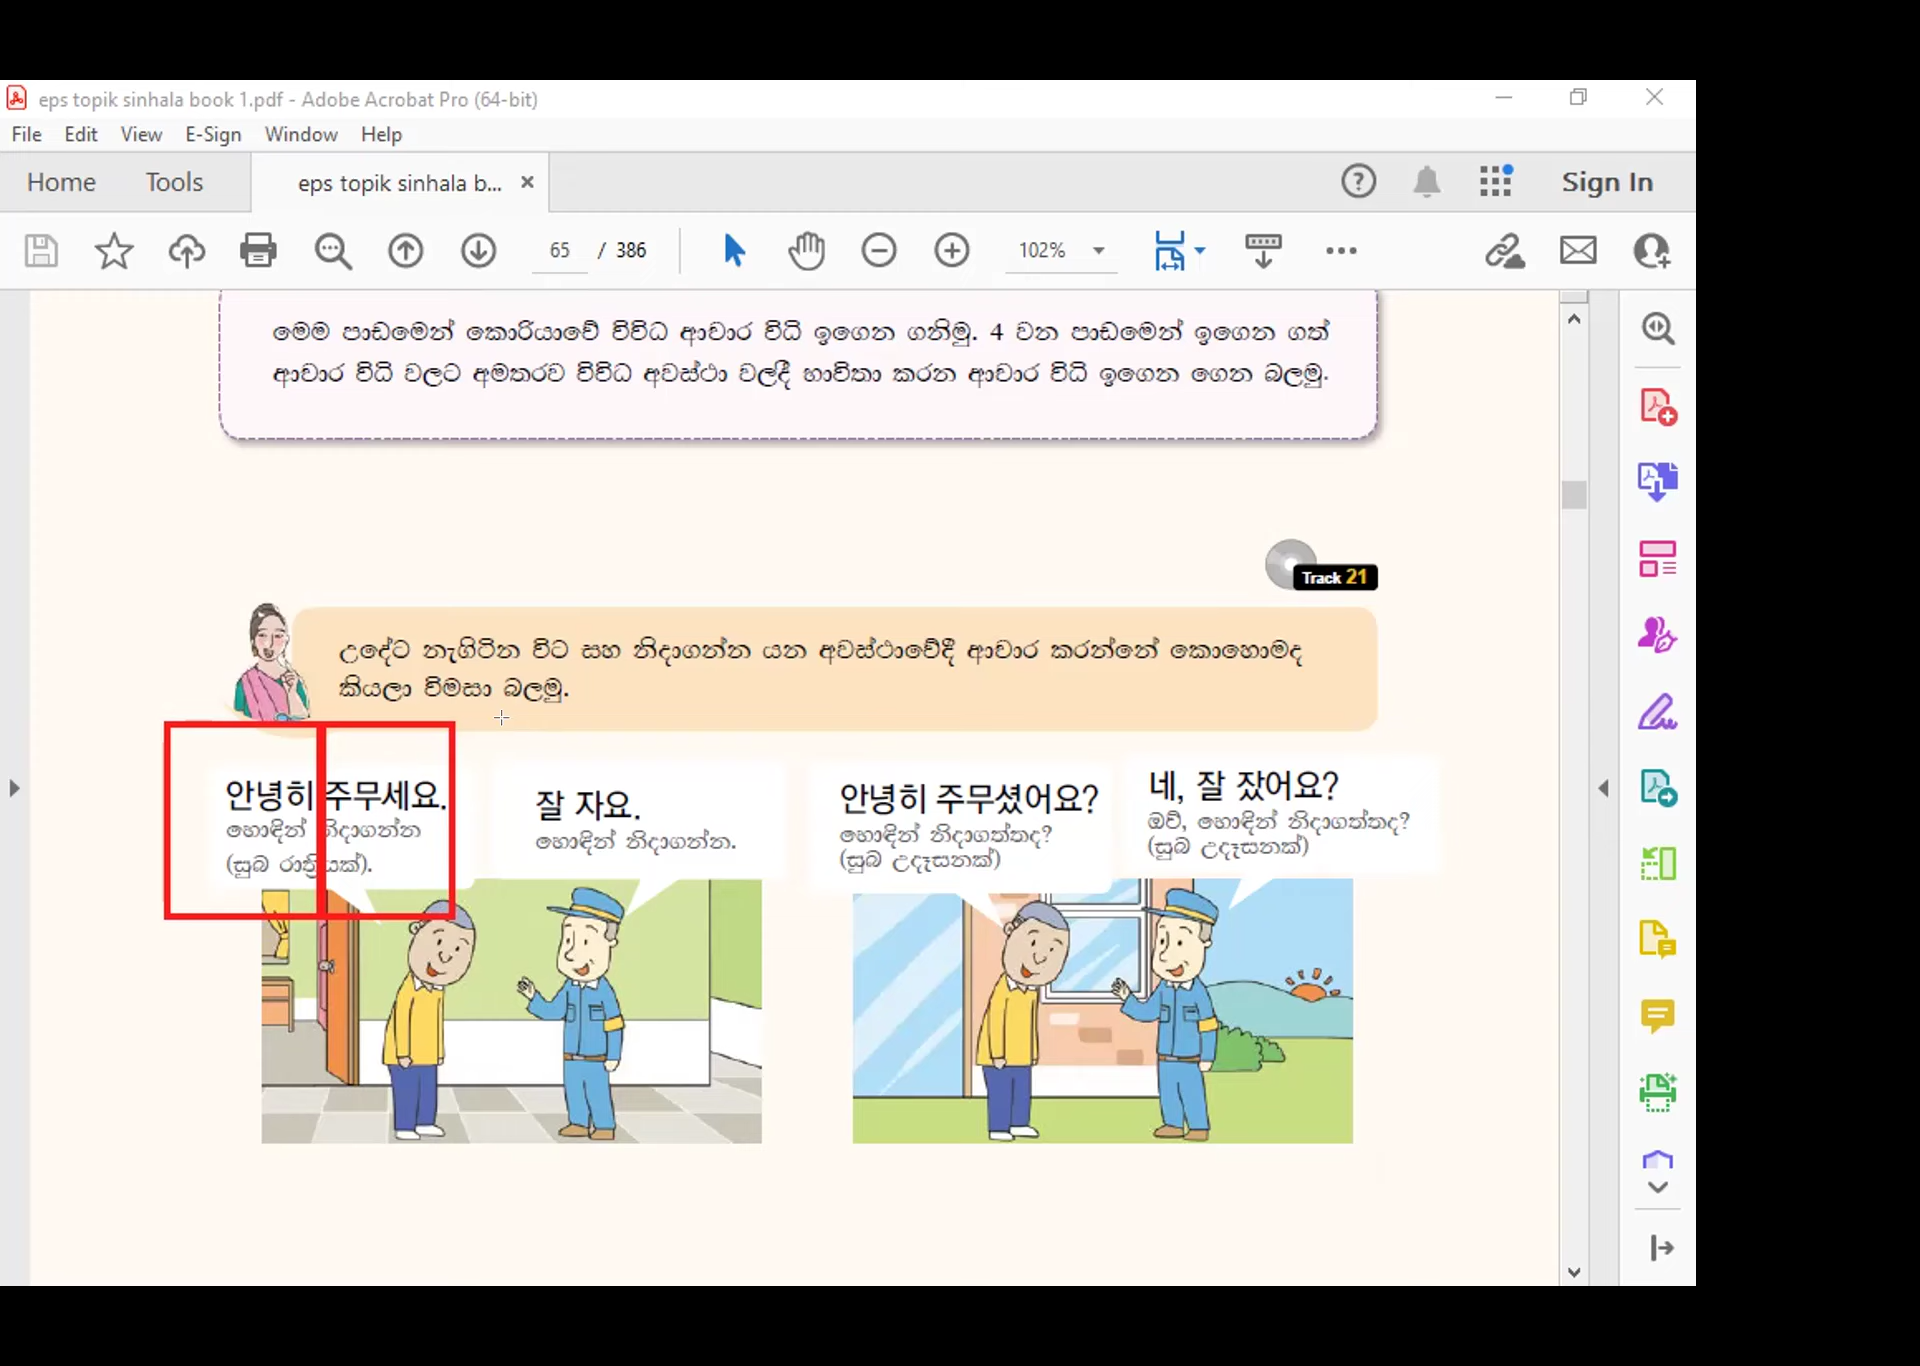 eps topik sinhala book 1.pdf - Adobe Acrobat Pro (64-bit)
File Edit View E-Sign Window Help
Home Tools eps topik sinhala b... Sign In
65 / 386 102%
මෙම පාඩමෙන් කොරියාවේ විවිධ ආචාර විධි ඉගෙන ගනිමු. 4 වන පාඩමෙන් ඉගෙන ගත්
ආචාර විධි වලට අමතරව විවිධ අවස්ථා වලදී භාවිතා කරන ආචාර විධි ඉගෙන ගෙන බලමු.
Track 21
උදේට නැගිටින විට සහ නිදාගන්න යන අවස්ථාවේදී ආචාර කරන්නේ කොහොමද
කියලා විමසා බලමු.
안녕히 주무세요.
හොඳින් නිදාගන්න
(සුබ රාත්‍රියක්).
잘 자요.
හොඳින් නිදාගන්න.
안녕히 주무셨어요?
හොඳින් නිදාගත්තද?
(සුබ උදෑසනක්)
네, 잘 잤어요?
ඔව්, හොඳින් නිදාගත්තද?
(සුබ උදෑසනක්)